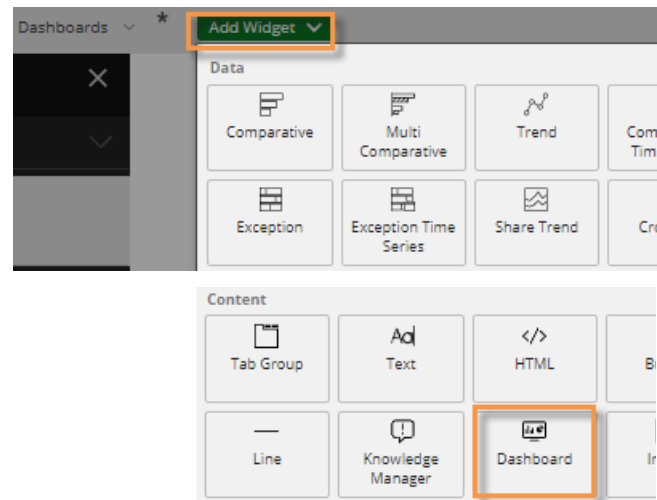 Dashboards *
Add Widget
Data
Comparative
Multi
Comparative
Trend
Exception
Exception Time
Series
Share Trend
Content
Tab Group
Text
</>
HTML
Line
Knowledge
Manager
Dashboard